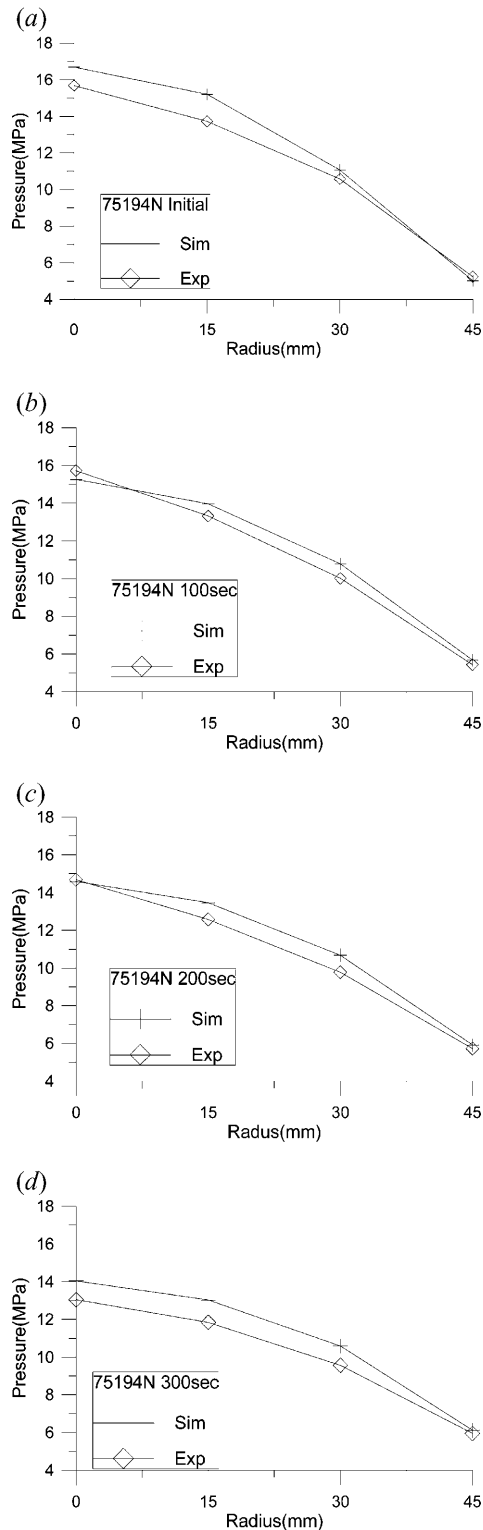 (a)
18
16
14
12
10
8
6
4
Pressure(MPa)
75194N Initial
Sim
Exp
0 15 30 45
Radius(mm)
(b)
18
16
14
12
10
8
6
4
Pressure(MPa)
75194N 100sec
Sim
Exp
0 15 30 45
Radius(mm)
(c)
18
16
14
12
10
8
6
4
Pressure(MPa)
75194N 200sec
Sim
Exp
0 15 30 45
Radus(mm)
(d)
18
16
14
12
10
8
6
4
Pressure(MPa)
75194N 300sec
Sim
Exp
0 15 30 45
Radius(mm)